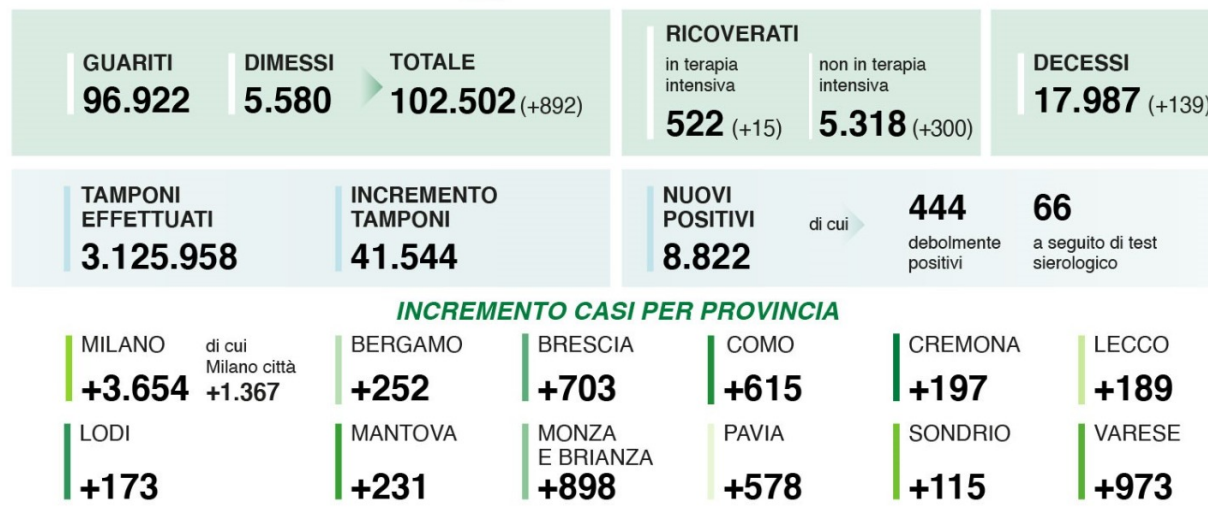 GUARITI
96.922
DIMESSI
5.580
TOTALE
102.502 (+892)
RICOVERATI
in terapia
intensiva
522 (+15)
non in terapia
intensiva
5.318 (+300)
DECESSI
17.987 (+139)
TAMPONI
EFFETTUATI
3.125.958
INCREMENTO
TAMPONI
41.544
NUOVI
POSITIVI
8.822
di cui
444
debolmente
positivi
66
a seguito di test
sierologico
INCREMENTO CASI PER PROVINCIA
MILANO
+3.654
di cui
Milano città
+1.367
BERGAMO
+252
BRESCIA
+703
COMO
+615
CREMONA
+197
LECCO
+189
LODI
+173
MANTOVA
+231
MONZA
E BRIANZA
+898
PAVIA
+578
SONDRIO
+115
VARESE
+973